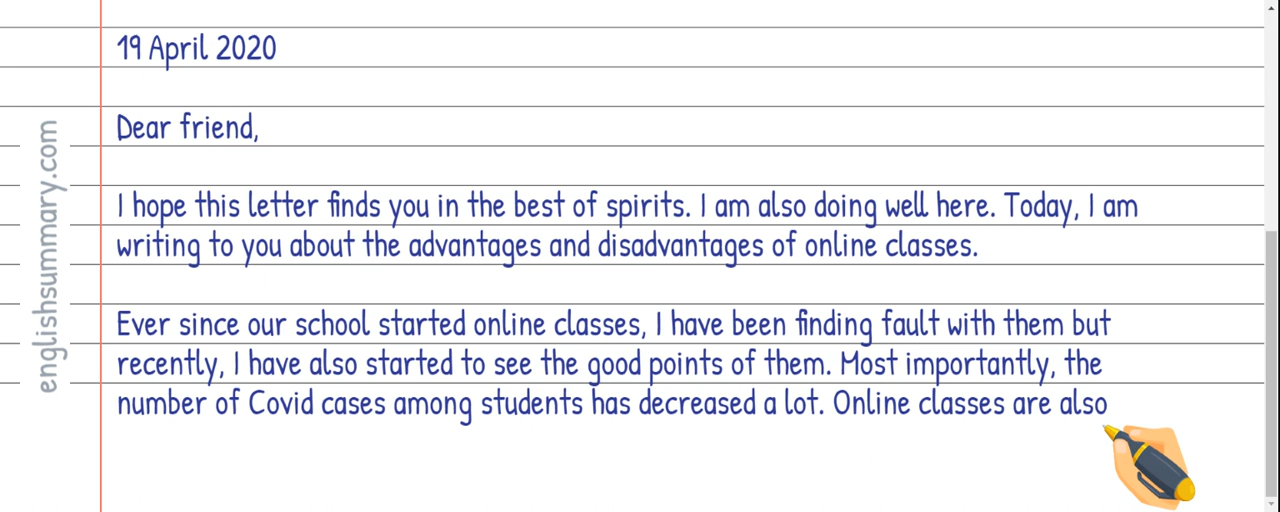 19 April 2020
Dear friend,
I hope this letter finds you in the best of spirits. I am also doing well here. Today, I am
writing to you about the advantages and disadvantages of online classes.
Ever since our school started online classes, I have been finding fault with them but
recently, I have also started to see the good points of them. Most importantly, the
number of Covid cases among students has decreased a lot. Online classes are also
englishsummary.com